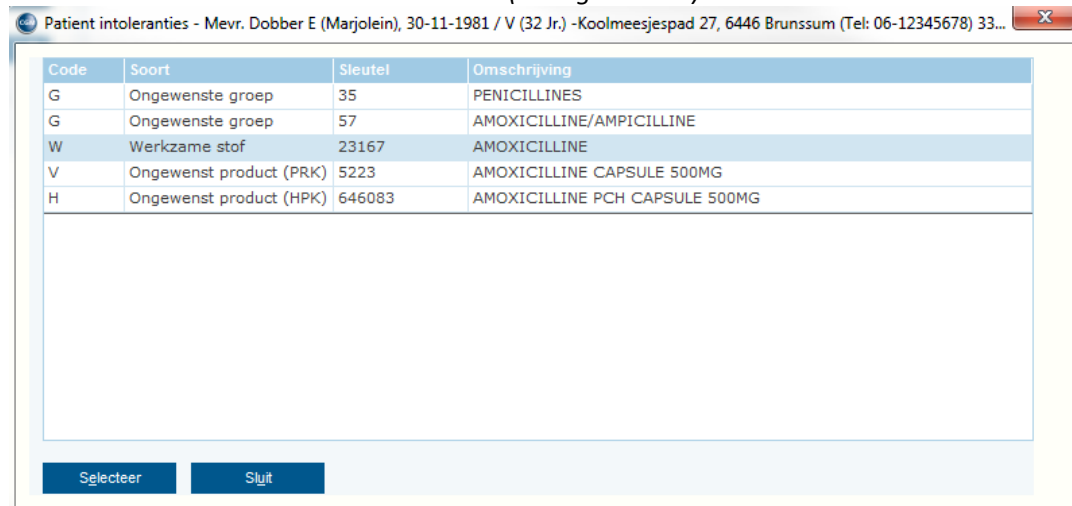 Patient intoleranties - Mevr. Dobber E (Marjolein), 30-11-1981 / V (32 Jr.) -Koolmeesjespad 27, 6446 Brunssum (Tel: 06-12345678) 33...
Code Soort Sleutel Omschrijving
G Ongewenste groep 35 PENICILLINES
G Ongewenste groep 57 AMOXICILLINE/AMPICILLINE
W Werkzame stof 23167 AMOXICILLINE
V Ongewenst product (PRK) 5223 AMOXICILLINE CAPSULE 500MG
H Ongewenst product (HPK) 646083 AMOXICILLINE PCH CAPSULE 500MG
Selecteer Sluit